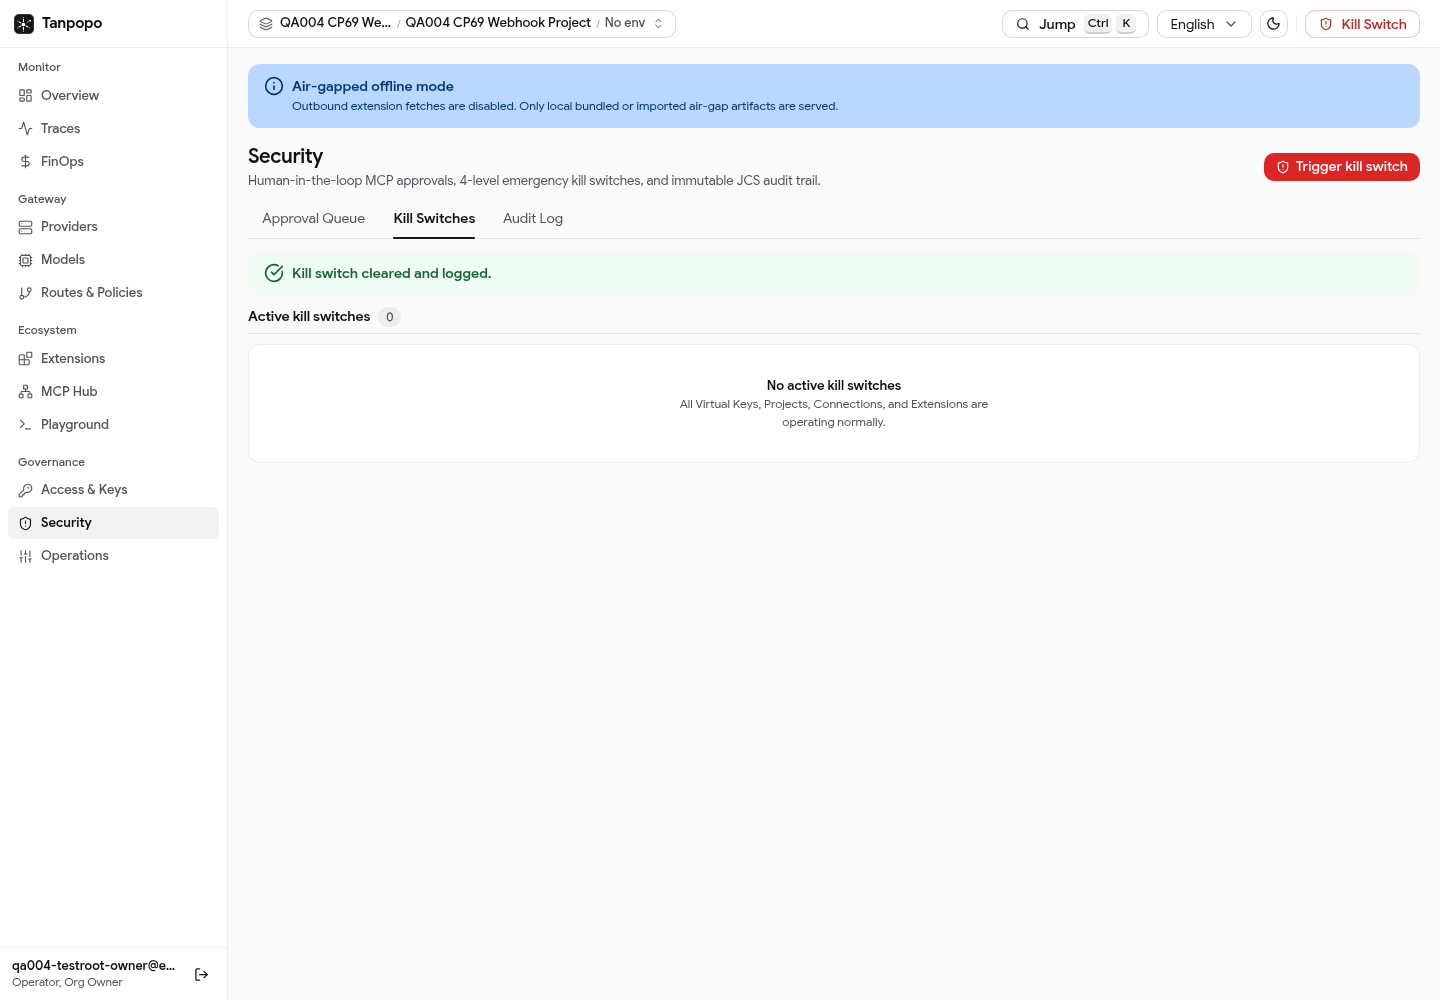 Tanpopo
QA004 CP69 We... / QA004 CP69 Webhook Project / No env
Jump Ctrl K
English
Kill Switch
Monitor
Overview
Traces
FinOps
Gateway
Providers
Models
Routes & Policies
Ecosystem
Extensions
MCP Hub
Playground
Governance
Access & Keys
Security
Operations
qa004-testroot-owner@e...
Operator, Org Owner
Air-gapped offline mode
Outbound extension fetches are disabled. Only local bundled or imported air-gap artifacts are served.
Security
Human-in-the-loop MCP approvals, 4-level emergency kill switches, and immutable JCS audit trail.
Trigger kill switch
Approval Queue
Kill Switches
Audit Log
Kill switch cleared and logged.
Active kill switches 0
No active kill switches
All Virtual Keys, Projects, Connections, and Extensions are
operating normally.